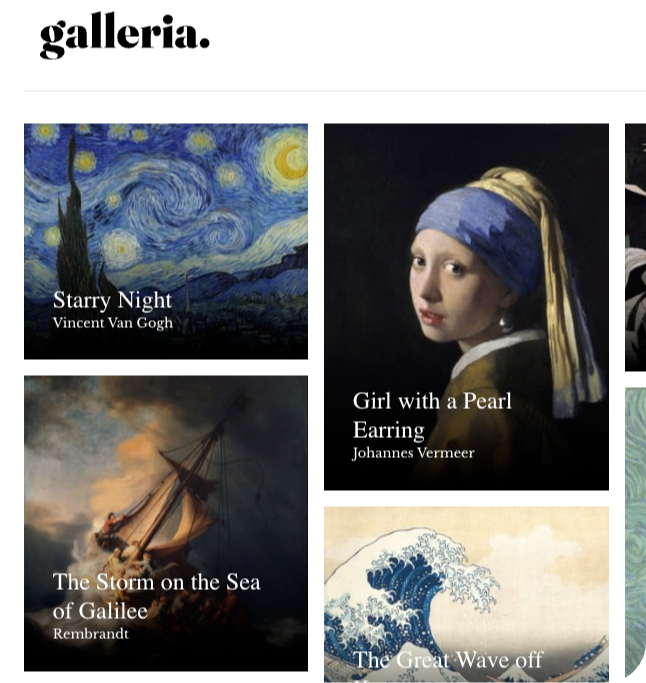 galleria.
Starry Night
Vincent Van Gogh
Girl with a Pearl
Earring
Johannes Vermeer
The Storm on the Sea
of Galilee
Rembrandt
The Great Wave off